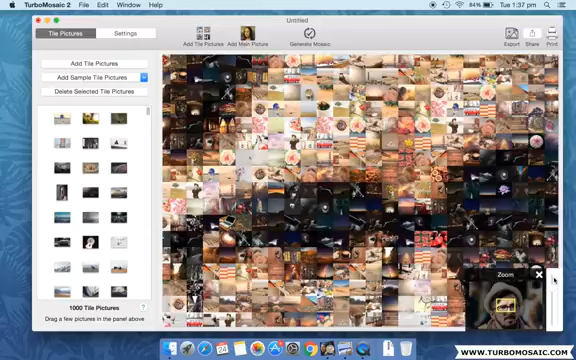 TurboMosaic 2 File Edit Window Help
84% Tue 1:37 pm
Untitled
Tile Pictures Settings
Add Tile Pictures Add Main Picture Generate Mosaic Export Share Print
Add Tile Pictures
Add Sample Tile Pictures
Delete Selected Tile Pictures
Zoom
1000 Tile Pictures ?
Drag a few pictures in the panel above
WWW.TURBOMOSAIC.COM